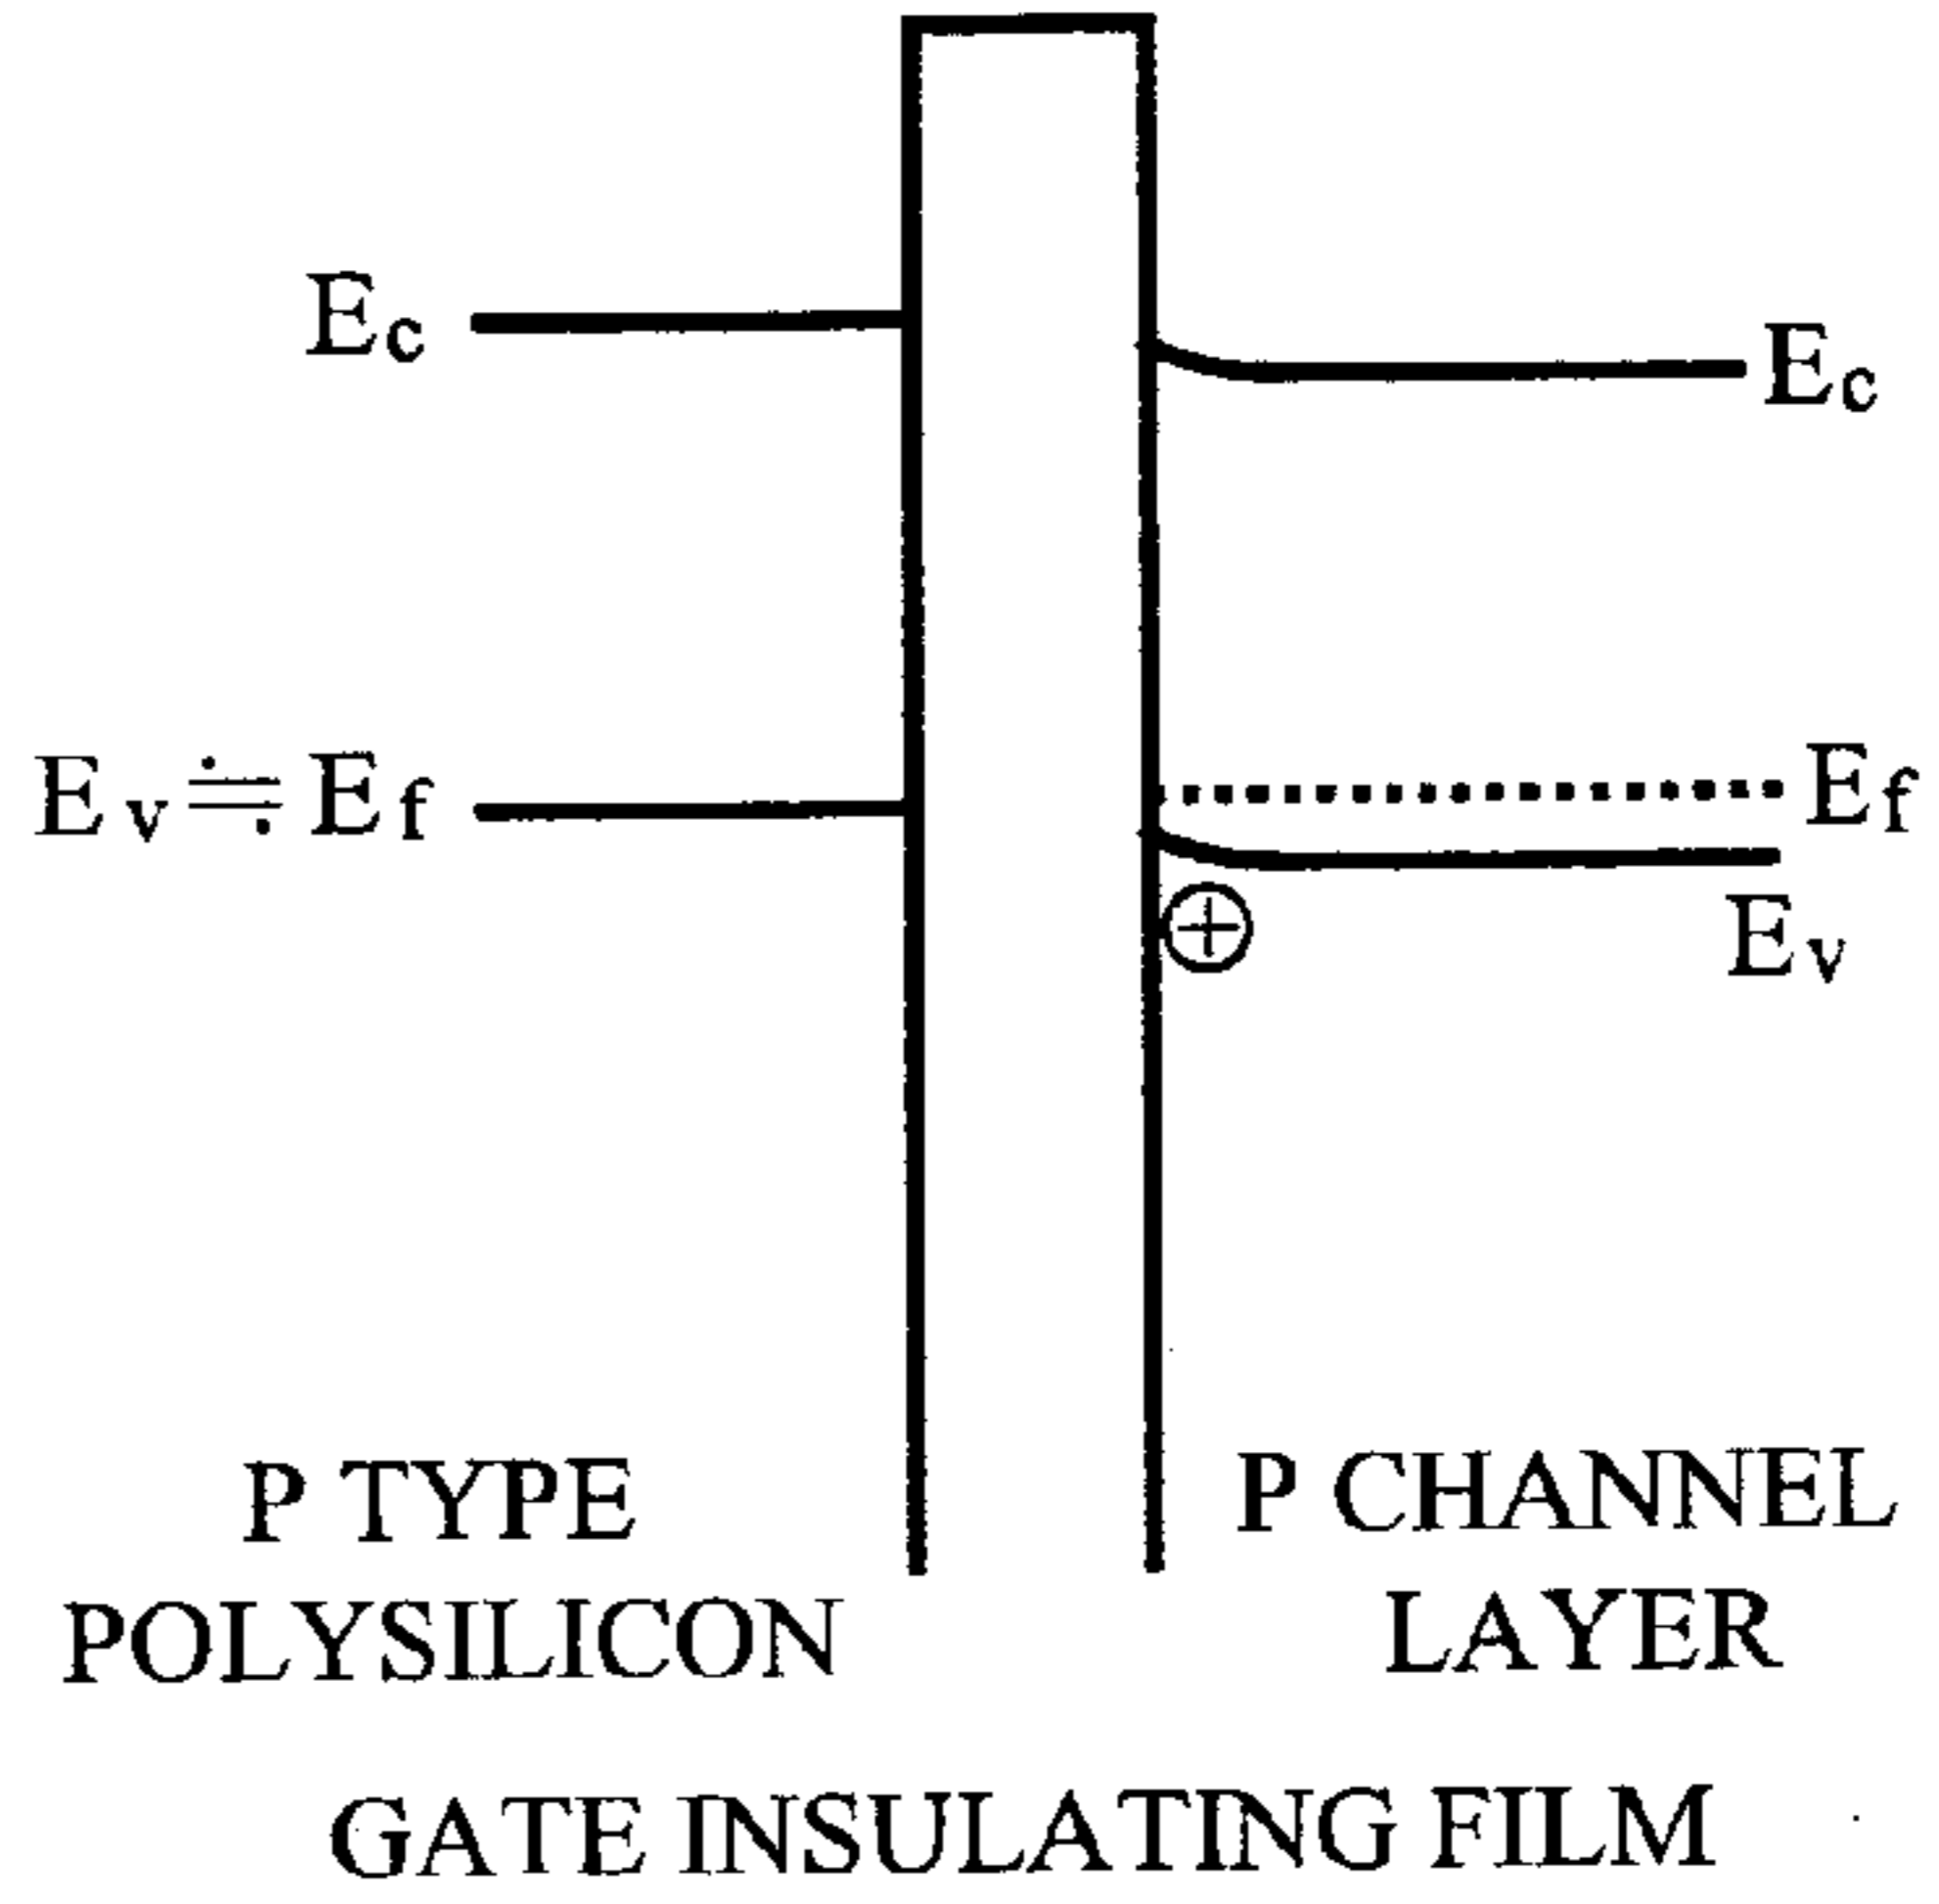 Ec
Ec
Ev≒Ef
Ef
Ev
P TYPE
POLYSILICON
P CHANNEL
LAYER
GATE INSULATING FILM